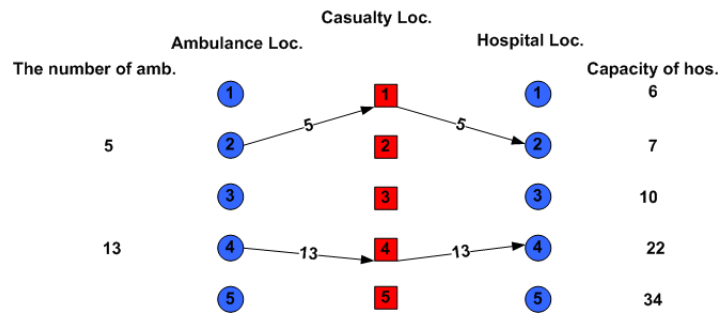 Casualty Loc.
Ambulance Loc.
Hospital Loc.
The number of amb.
Capacity of hos.
1 1 1 6
5 2 5 2 5 2 7
3 3 3 10
13 4 13 4 13 4 22
5 5 5 34